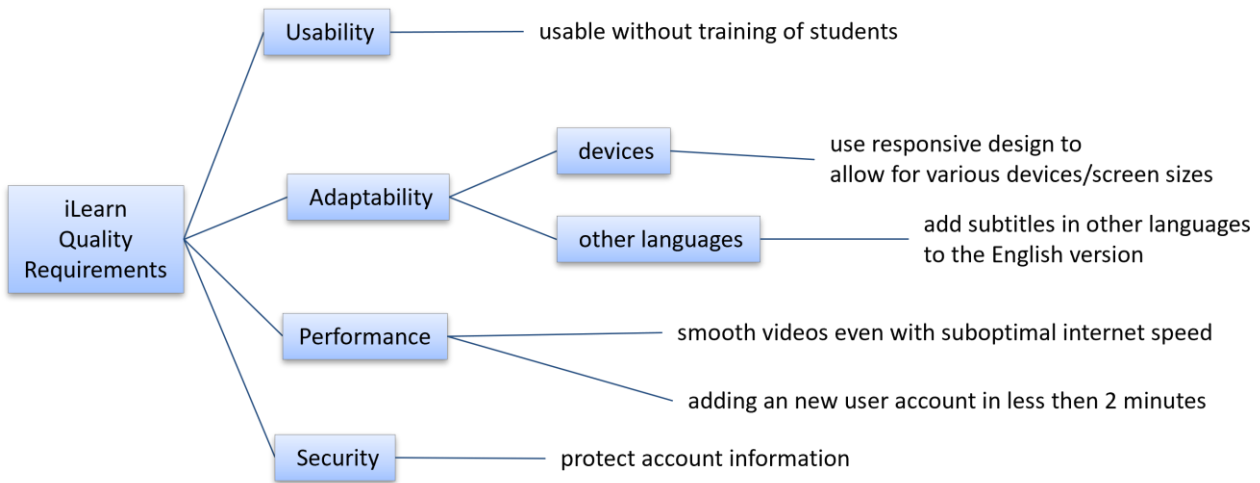 Usability
usable without training of students
devices
use responsive design to
allow for various devices/screen sizes
iLearn
Quality
Requirements
Adaptability
other languages
add subtitles in other languages
to the English version
Performance
smooth videos even with suboptimal internet speed
adding an new user account in less then 2 minutes
Security
protect account information